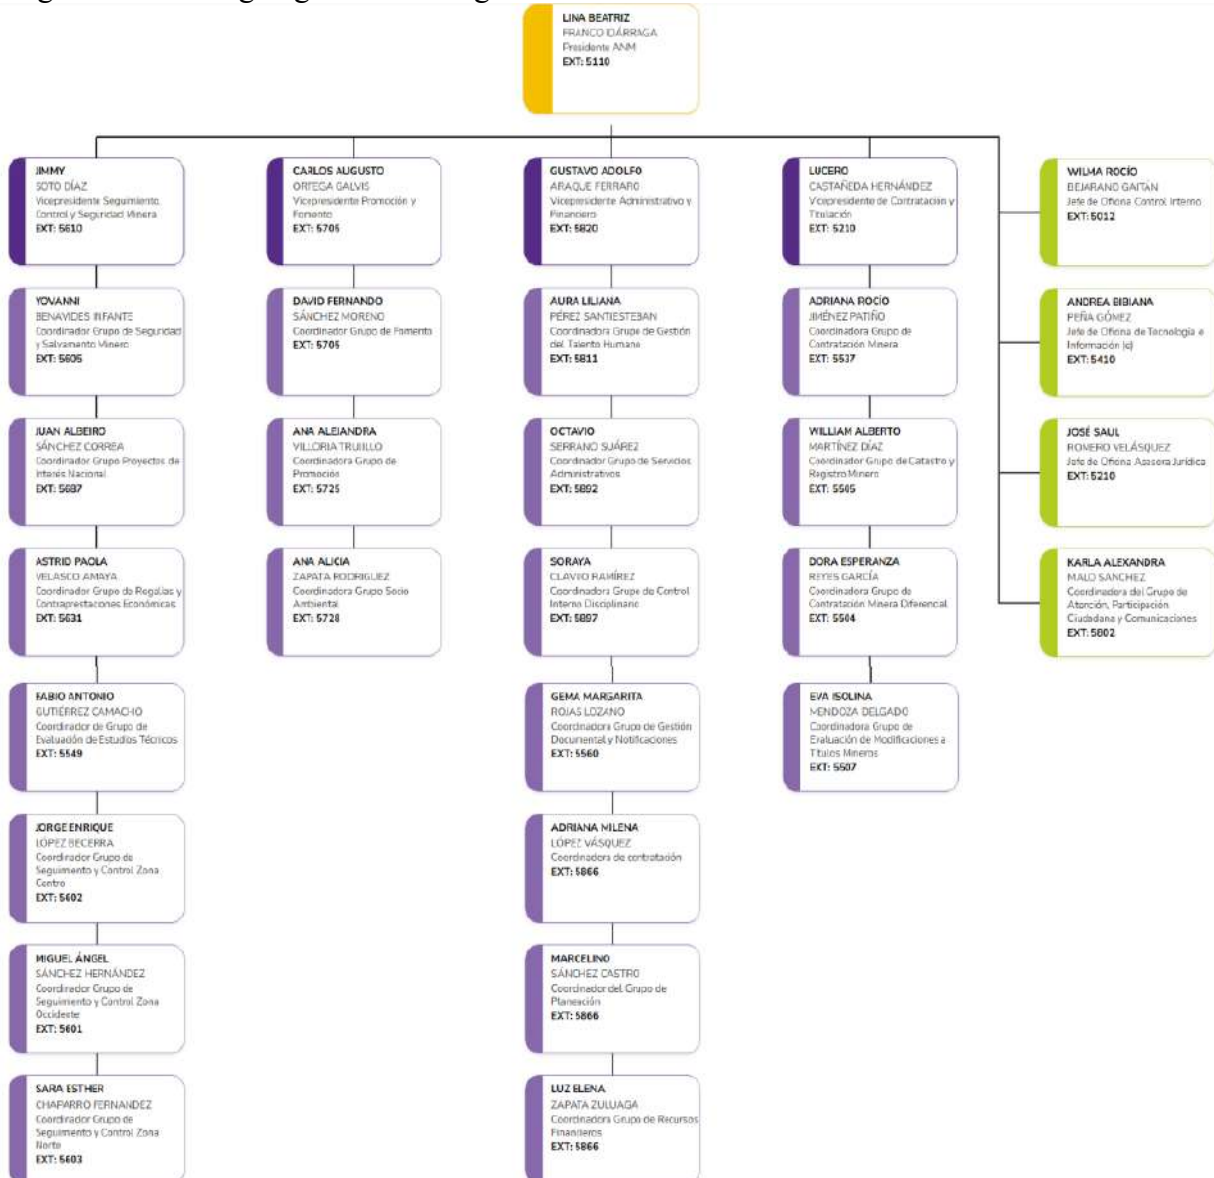 LINA BEATRIZ
FRANCO IDÁRRAGA
Presidente ANM
EXT: 5110
JIMMY
SOTO DÍAZ
Vicepresidente Seguimiento,
Control y Seguridad Minera
EXT: 5610
YOVANNI
BENAVIDES INFANTE
Coordinador Grupo de Seguridad
y Salvamento Minero
EXT: 5605
JUAN ALBEIRO
SÁNCHEZ CORREA
Coordinador Grupo Proyectos de
Interés Nacional
EXT: 5687
ASTRID PAOLA
VELASCO AMAYA
Coordinador Grupo de Regalías y
Contraprestaciones Económicas
EXT: 5631
FABIO ANTONIO
GUTIÉRREZ CAMACHO
Coordinador de Grupo de
Evaluación de Estudios Técnicos
EXT: 5549
JORGE ENRIQUE
LÓPEZ BECERRA
Coordinador Grupo de
Seguimiento y Control Zona
Centro
EXT: 5602
MIGUEL ÁNGEL
SÁNCHEZ HERNÁNDEZ
Coordinador Grupo de
Seguimiento y Control Zona
Occidente
EXT: 5601
SARA ESTHER
CHAPARRO FERNANDEZ
Coordinador Grupo de
Seguimiento y Control Zona
Norte
EXT: 5603
CARLOS AUGUSTO
ORTEGA GALVIS
Vicepresidente Promoción y
Fomento
EXT: 5705
DAVID FERNANDO
SÁNCHEZ MORENO
Coordinador Grupo de Fomento
EXT: 5705
ANA ALEJANDRA
VILLORIA TRUJILLO
Coordinadora Grupo de
Promoción
EXT: 5725
ANA ALICIA
ZAPATA RODRIGUEZ
Coordinadora Grupo Socio
Ambiental
EXT: 5728
GUSTAVO ADOLFO
ARAQUE FERRARO
Vicepresidente Administrativo y
Financiero
EXT: 5820
AURA LILIANA
PÉREZ SANTIESTEBAN
Coordinadora Grupo de Gestión
del Talento Humano
EXT: 5811
OCTAVIO
SERRANO SUÁREZ
Coordinador Grupo de Servicios
Administrativos
EXT: 5892
SORAYA
CLAVIJO RAMÍREZ
Coordinadora Grupo de Control
Interno Disciplinario
EXT: 5897
GEMA MARGARITA
ROJAS LOZANO
Coordinadora Grupo de Gestión
Documental y Notificaciones
EXT: 5560
ADRIANA MILENA
LÓPEZ VÁSQUEZ
Coordinadora de contratación
EXT: 5866
MARCELINO
SÁNCHEZ CASTRO
Coordinador del Grupo de
Planeación
EXT: 5866
LUZ ELENA
ZAPATA ZULUAGA
Coordinadora Grupo de Recursos
Financieros
EXT: 5866
LUCERO
CASTAÑEDA HERNÁNDEZ
Vicepresidente de Contratación y
Titulación
EXT: 5210
ADRIANA ROCÍO
JIMÉNEZ PATIÑO
Coordinadora Grupo de
Contratación Minera
EXT: 5537
WILLIAM ALBERTO
MARTÍNEZ DÍAZ
Coordinador Grupo de Catastro y
Registro Minero
EXT: 5505
DORA ESPERANZA
REYES GARCÍA
Coordinadora Grupo de
Contratación Minera Diferencial
EXT: 5504
EVA ISOLINA
MENDOZA DELGADO
Coordinadora Grupo de
Evaluación de Modificaciones a
Títulos Mineros
EXT: 5507
WILMA ROCÍO
BEJARANO GAITÁN
Jefe de Oficina Control Interno
EXT: 5012
ANDREA BIBIANA
PEÑA GÓMEZ
Jefe de Oficina de Tecnología e
Información (e)
EXT: 5410
JOSÉ SAUL
ROMERO VELÁSQUEZ
Jefe de Oficina Asesora Jurídica
EXT: 5210
KARLA ALEXANDRA
MALO SANCHEZ
Coordinadora del Grupo de
Atención, Participación
Ciudadana y Comunicaciones
EXT: 5802